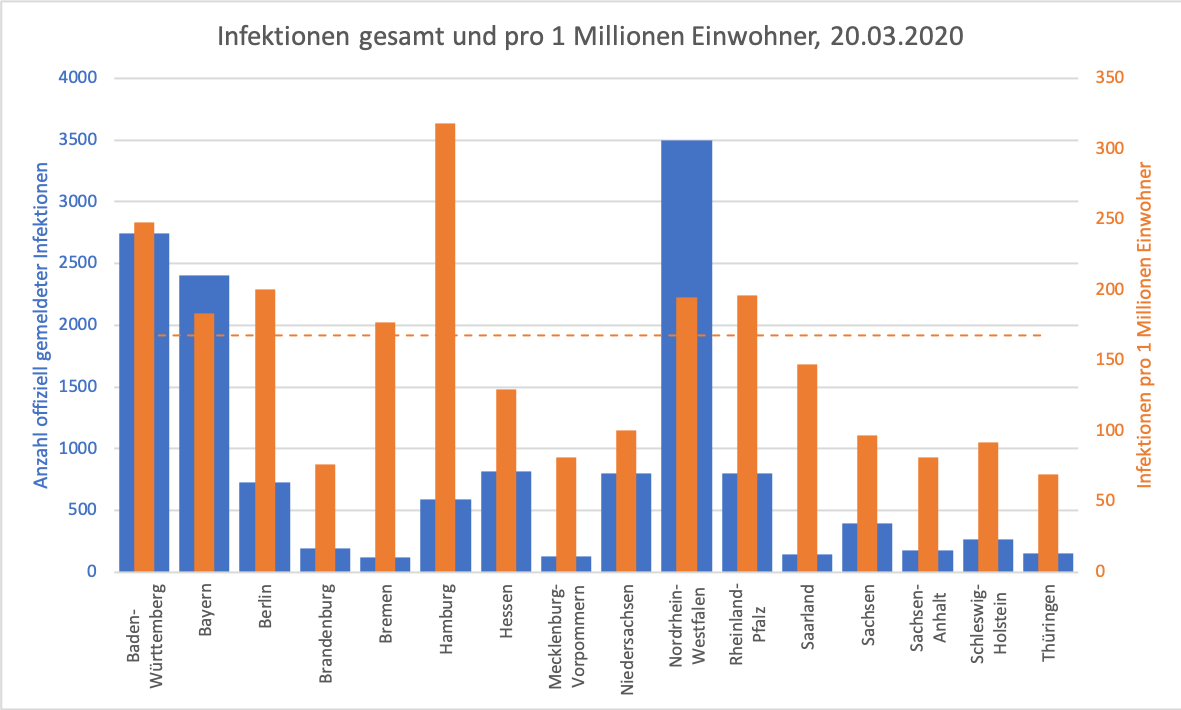 Infektionen gesamt und pro 1 Millionen Einwohner, 20.03.2020
Anzahl offiziell gemeldeter Infektionen
4000
3500
3000
2500
2000
1500
1000
500
0
350
300
250
200
150
100
50
0
Infektionen pro 1 Millionen Einwohner
Baden-
Württemberg
Bayern
Berlin
Brandenburg
Bremen
Hamburg
Hessen
Mecklenburg-
Vorpommern
Niedersachsen
Nordrhein-
Westfalen
Rheinland-
Pfalz
Saarland
Sachsen
Sachsen-
Anhalt
Schleswig-
Holstein
Thüringen